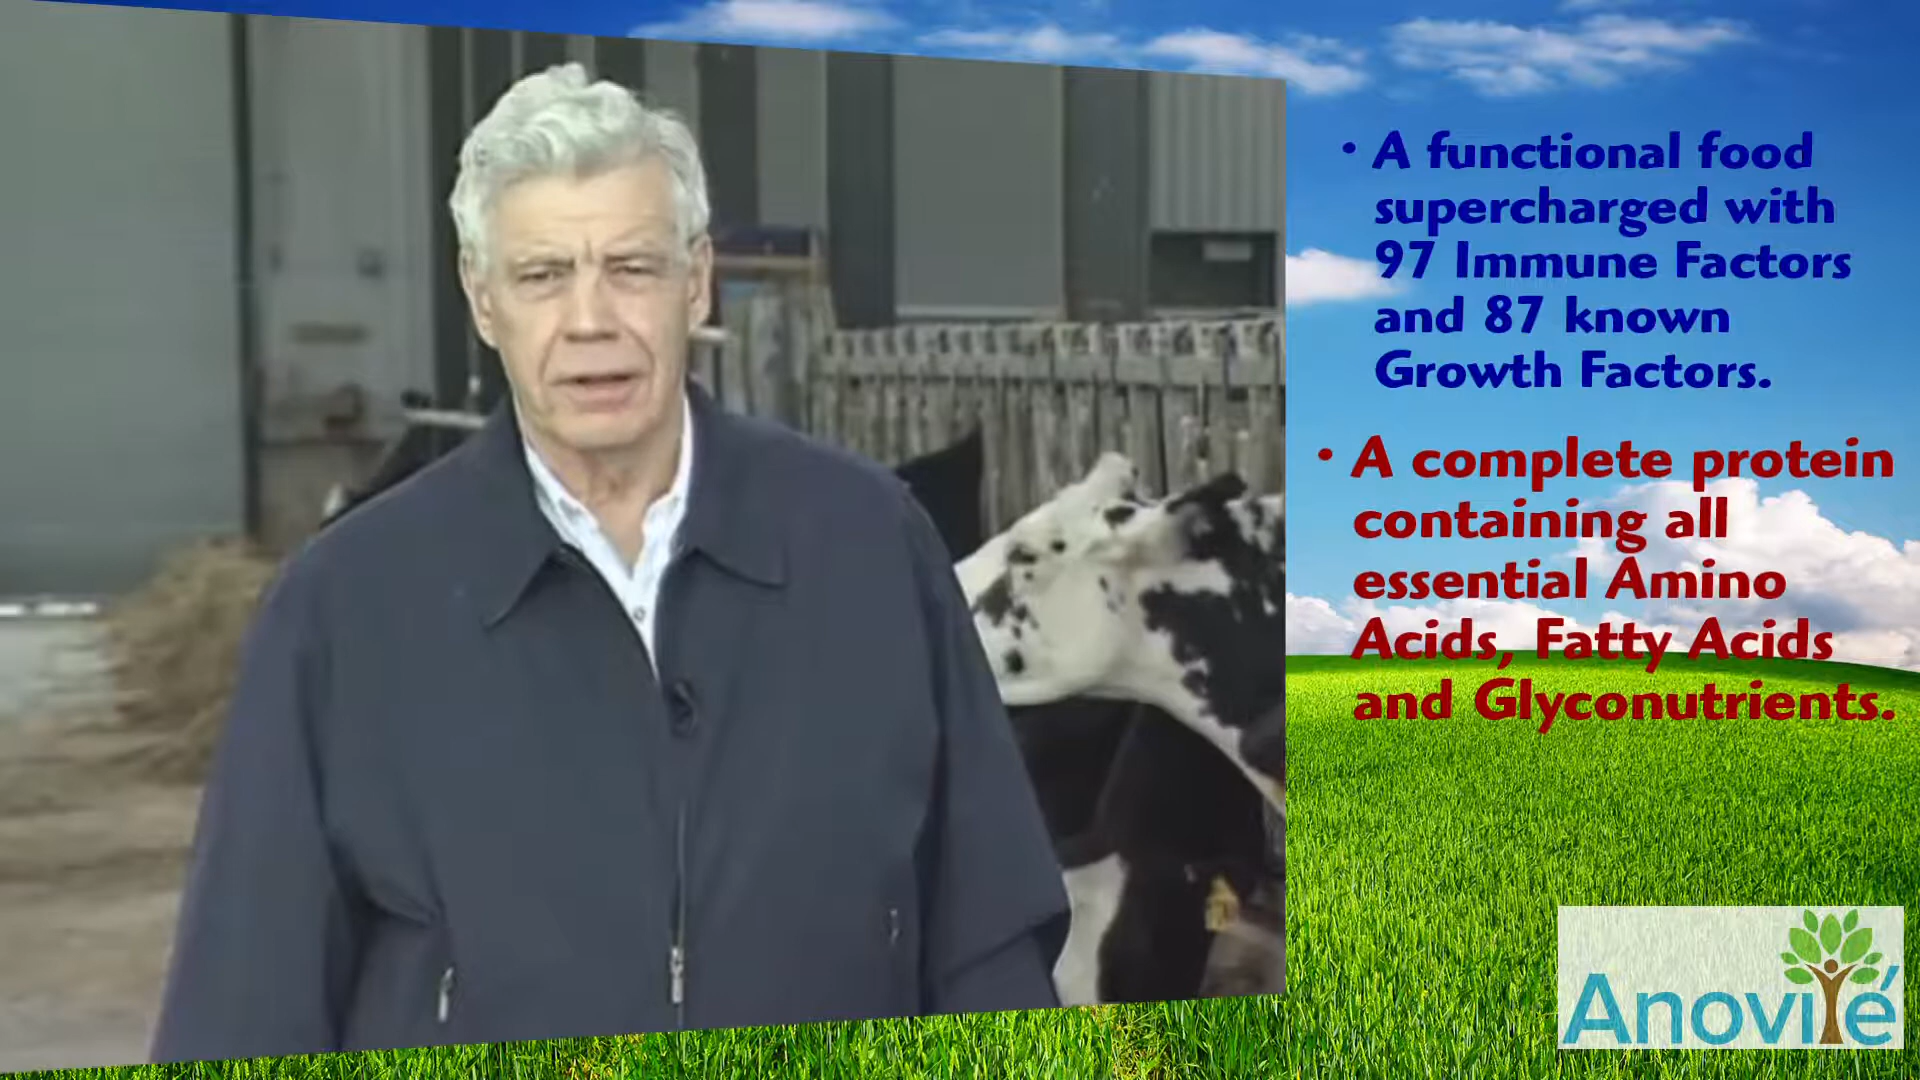 • A functional food
supercharged with
97 Immune Factors
and 87 known
Growth Factors.
• A complete protein
containing all
essential Amino
Acids, Fatty Acids
and Glyconutrients.
Anovité